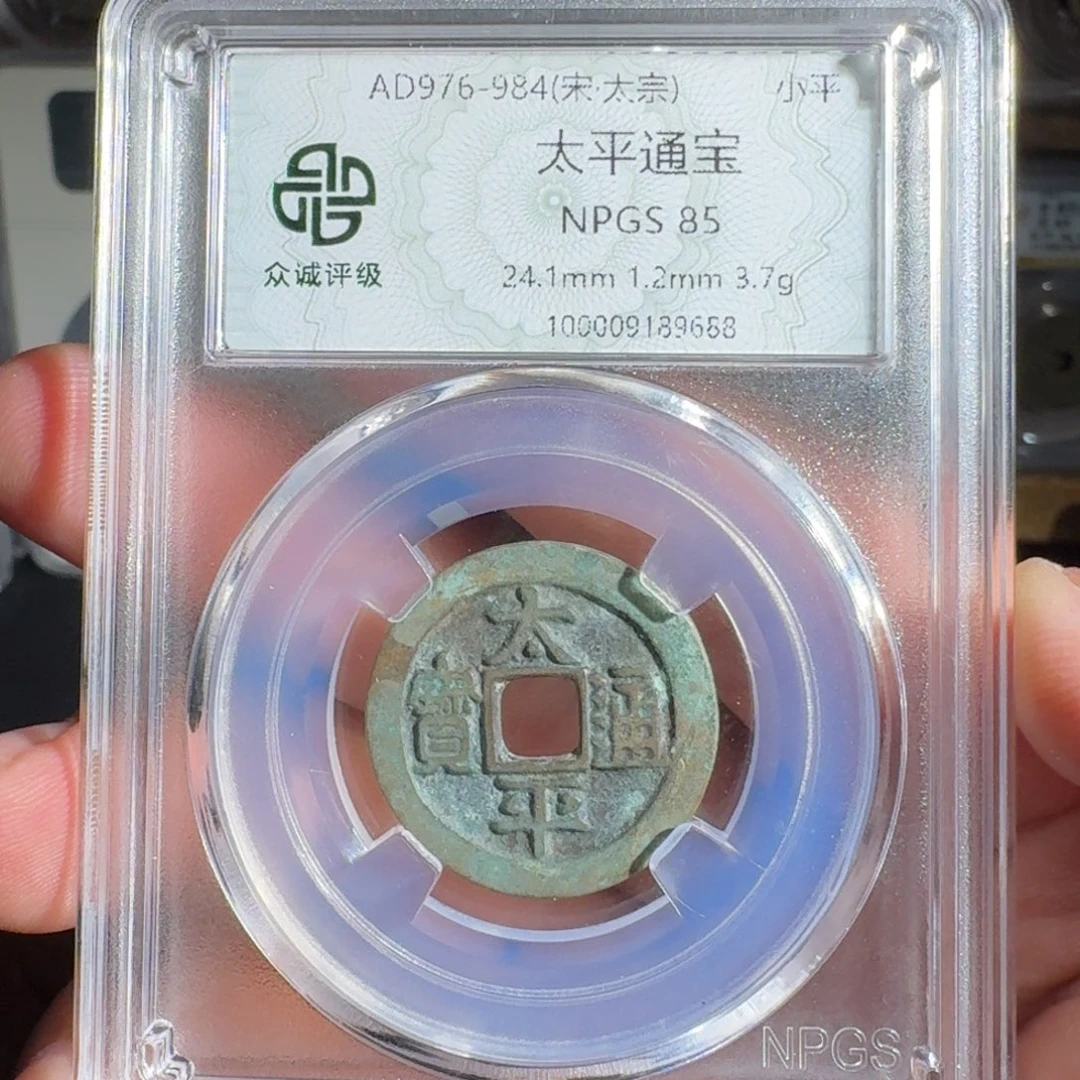 AD976-984(宋·太宗) 小平
太平通宝
NPGS 85
众诚评级
24.1mm 1.2mm 3.7g
100009189688
太
寳 通
平
NPGS